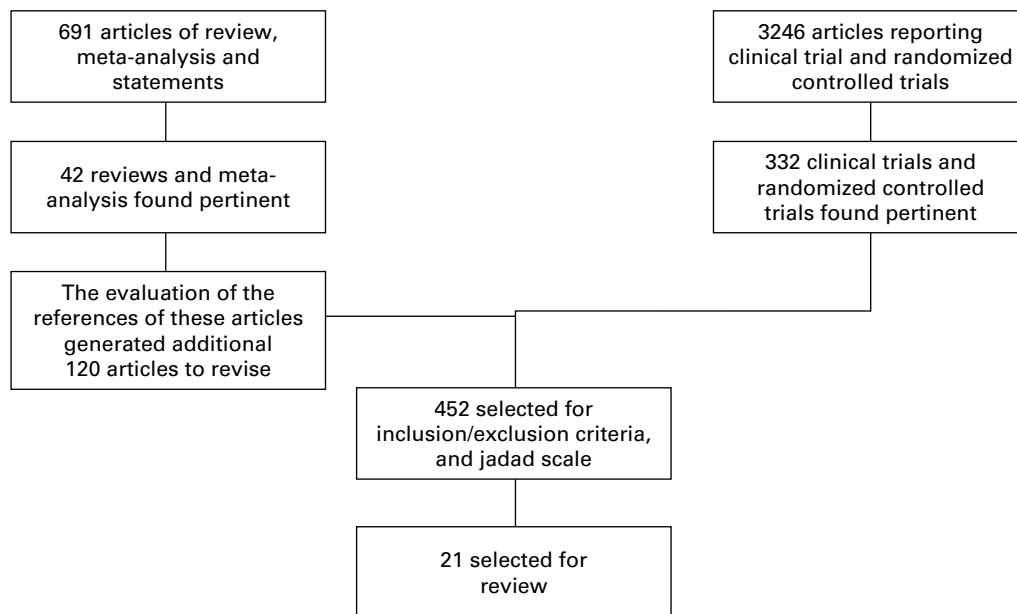 691 articles of review,
meta-analysis and
statements
3246 articles reporting
clinical trial and randomized
controlled trials
42 reviews and meta-
analysis found pertinent
332 clinical trials and
randomized controlled
trials found pertinent
The evaluation of the
references of these articles
generated additional
120 articles to revise
452 selected for
inclusion/exclusion criteria,
and jadad scale
21 selected for
review